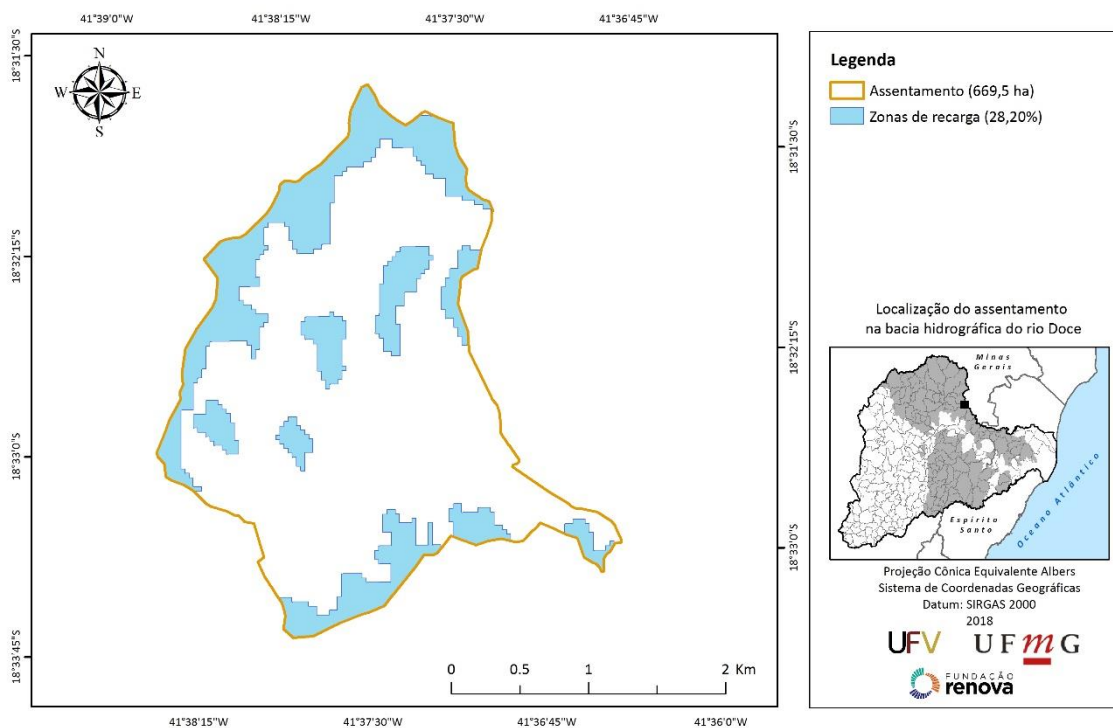 41°39'0"W
41°38'15"W
41°37'30"W
41°36'45"W
18°31'30"S
18°32'15"S
18°33'0"S
18°33'45"S
N
W
E
S
18°31'30"S
18°32'15"S
18°33'0"S
0
0.5
1
2 Km
41°38'15"W
41°37'30"W
41°36'45"W
41°36'0"W
Legenda
Assentamento (669,5 ha)
Zonas de recarga (28,20%)
Localização do assentamento
na bacia hidrográfica do rio Doce
Minas
Gerais
Espírito
Santo
Oceano Atlântico
Projeção Cônica Equivalente Albers
Sistema de Coordenadas Geográficas
Datum: SIRGAS 2000
2018
UFV
UFmG
FUNDAÇÃO
renova